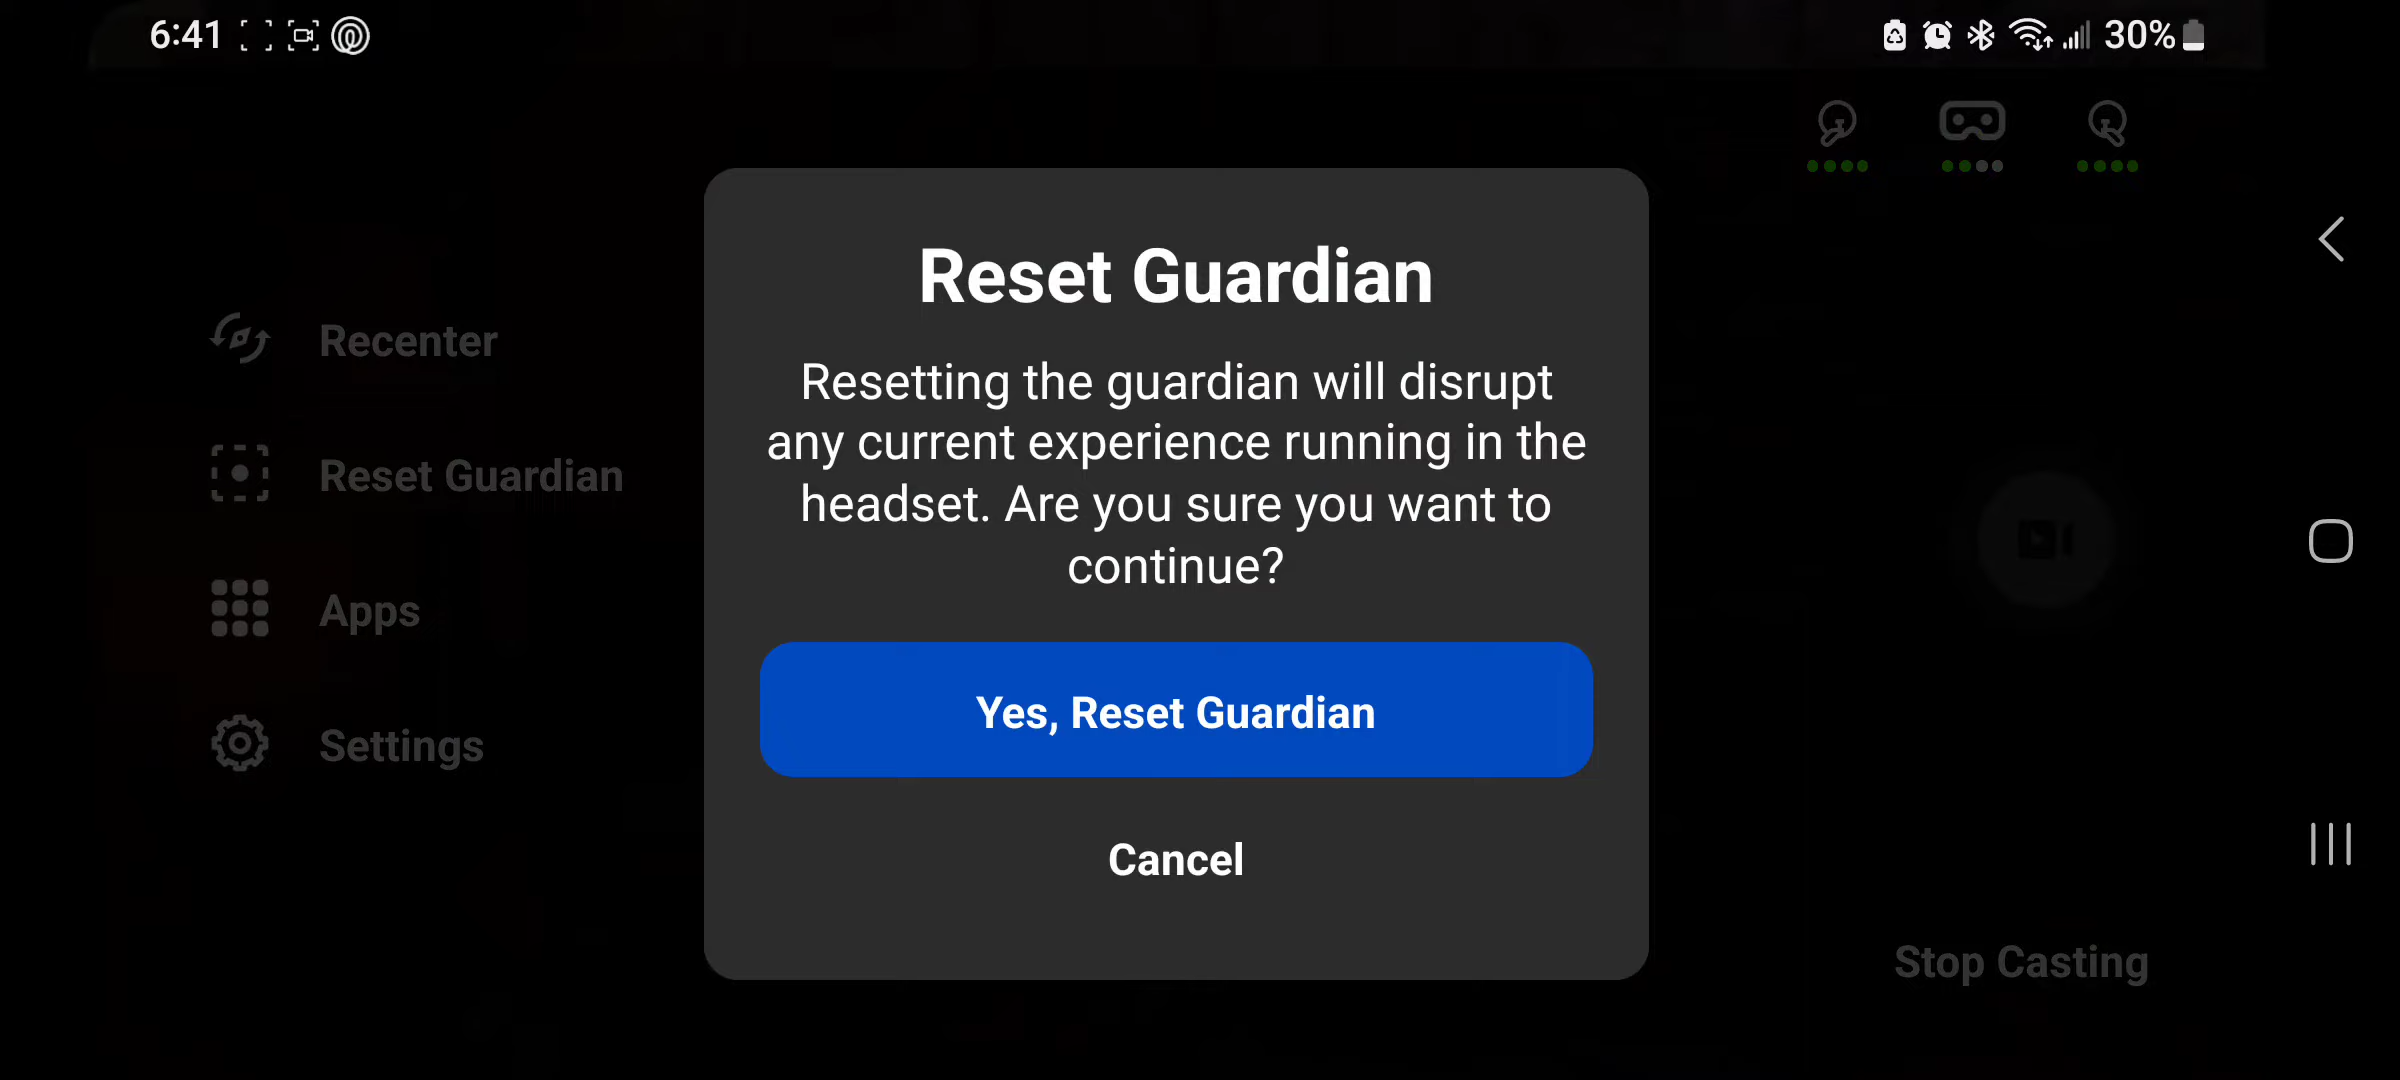 6:41
30%
Reset Guardian
Resetting the guardian will disrupt
any current experience running in the
headset. Are you sure you want to
continue?
Yes, Reset Guardian
Cancel
Recenter
Reset Guardian
Apps
Settings
Stop Casting